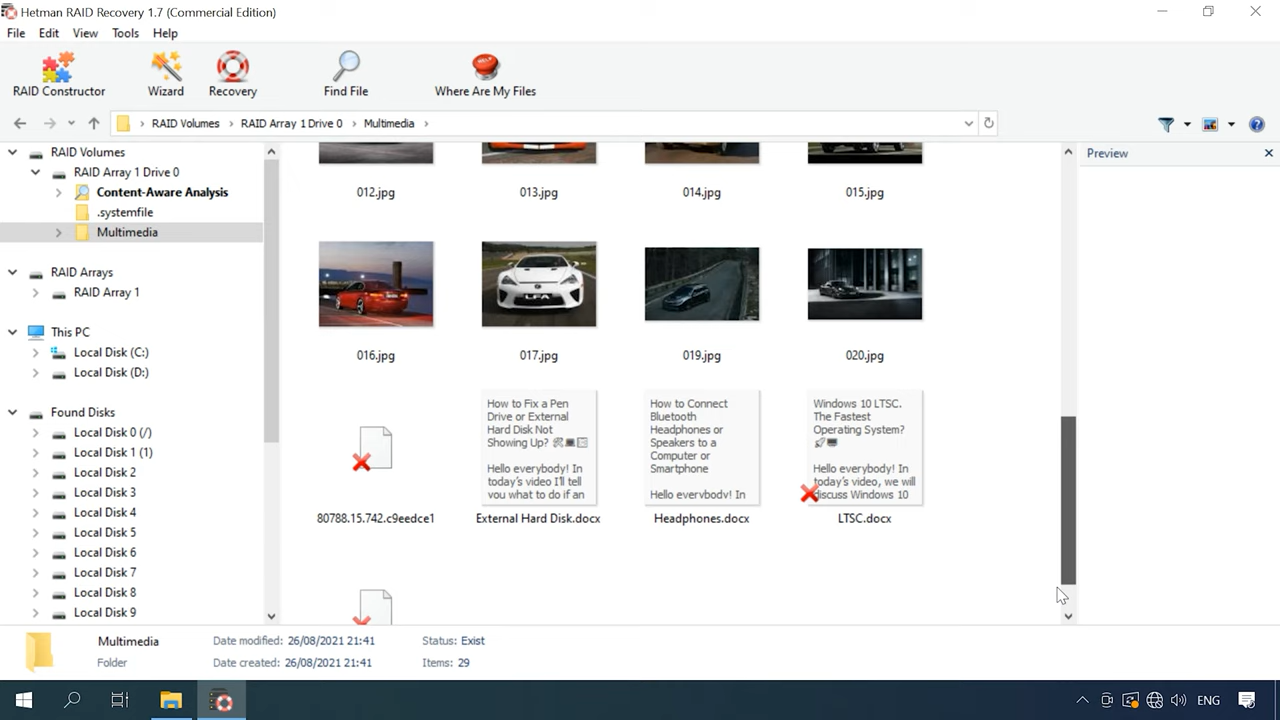 Hetman RAID Recovery 1.7 (Commercial Edition)
File Edit View Tools Help
RAID Constructor Wizard Recovery Find File Where Are My Files
RAID Volumes RAID Array 1 Drive 0 Multimedia
RAID Volumes
RAID Array 1 Drive 0
Content-Aware Analysis
.systemfile
Multimedia
RAID Arrays
RAID Array 1
This PC
Local Disk (C:)
Local Disk (D:)
Found Disks
Local Disk 0 (/)
Local Disk 1 (1)
Local Disk 2
Local Disk 3
Local Disk 4
Local Disk 5
Local Disk 6
Local Disk 7
Local Disk 8
Local Disk 9
012.jpg 013.jpg 014.jpg 015.jpg
LFA
016.jpg 017.jpg 019.jpg 020.jpg
How to Fix a Pen
Drive or External
Hard Disk Not
Showing Up?
Hello everybody! In
today's video I'll tell
you what to do if an
How to Connect
Bluetooth
Headphones or
Speakers to a
Computer or
Smartphone
Hello everybody! In
Windows 10 LTSC.
The Fastest
Operating System?
Hello everybody! In
today's video, we will
discuss Windows 10
80788.15.742.c9eedce1 External Hard Disk.docx Headphones.docx LTSC.docx
Preview
Multimedia
Folder
Date modified: 26/08/2021 21:41
Date created: 26/08/2021 21:41
Status: Exist
Items: 29
ENG